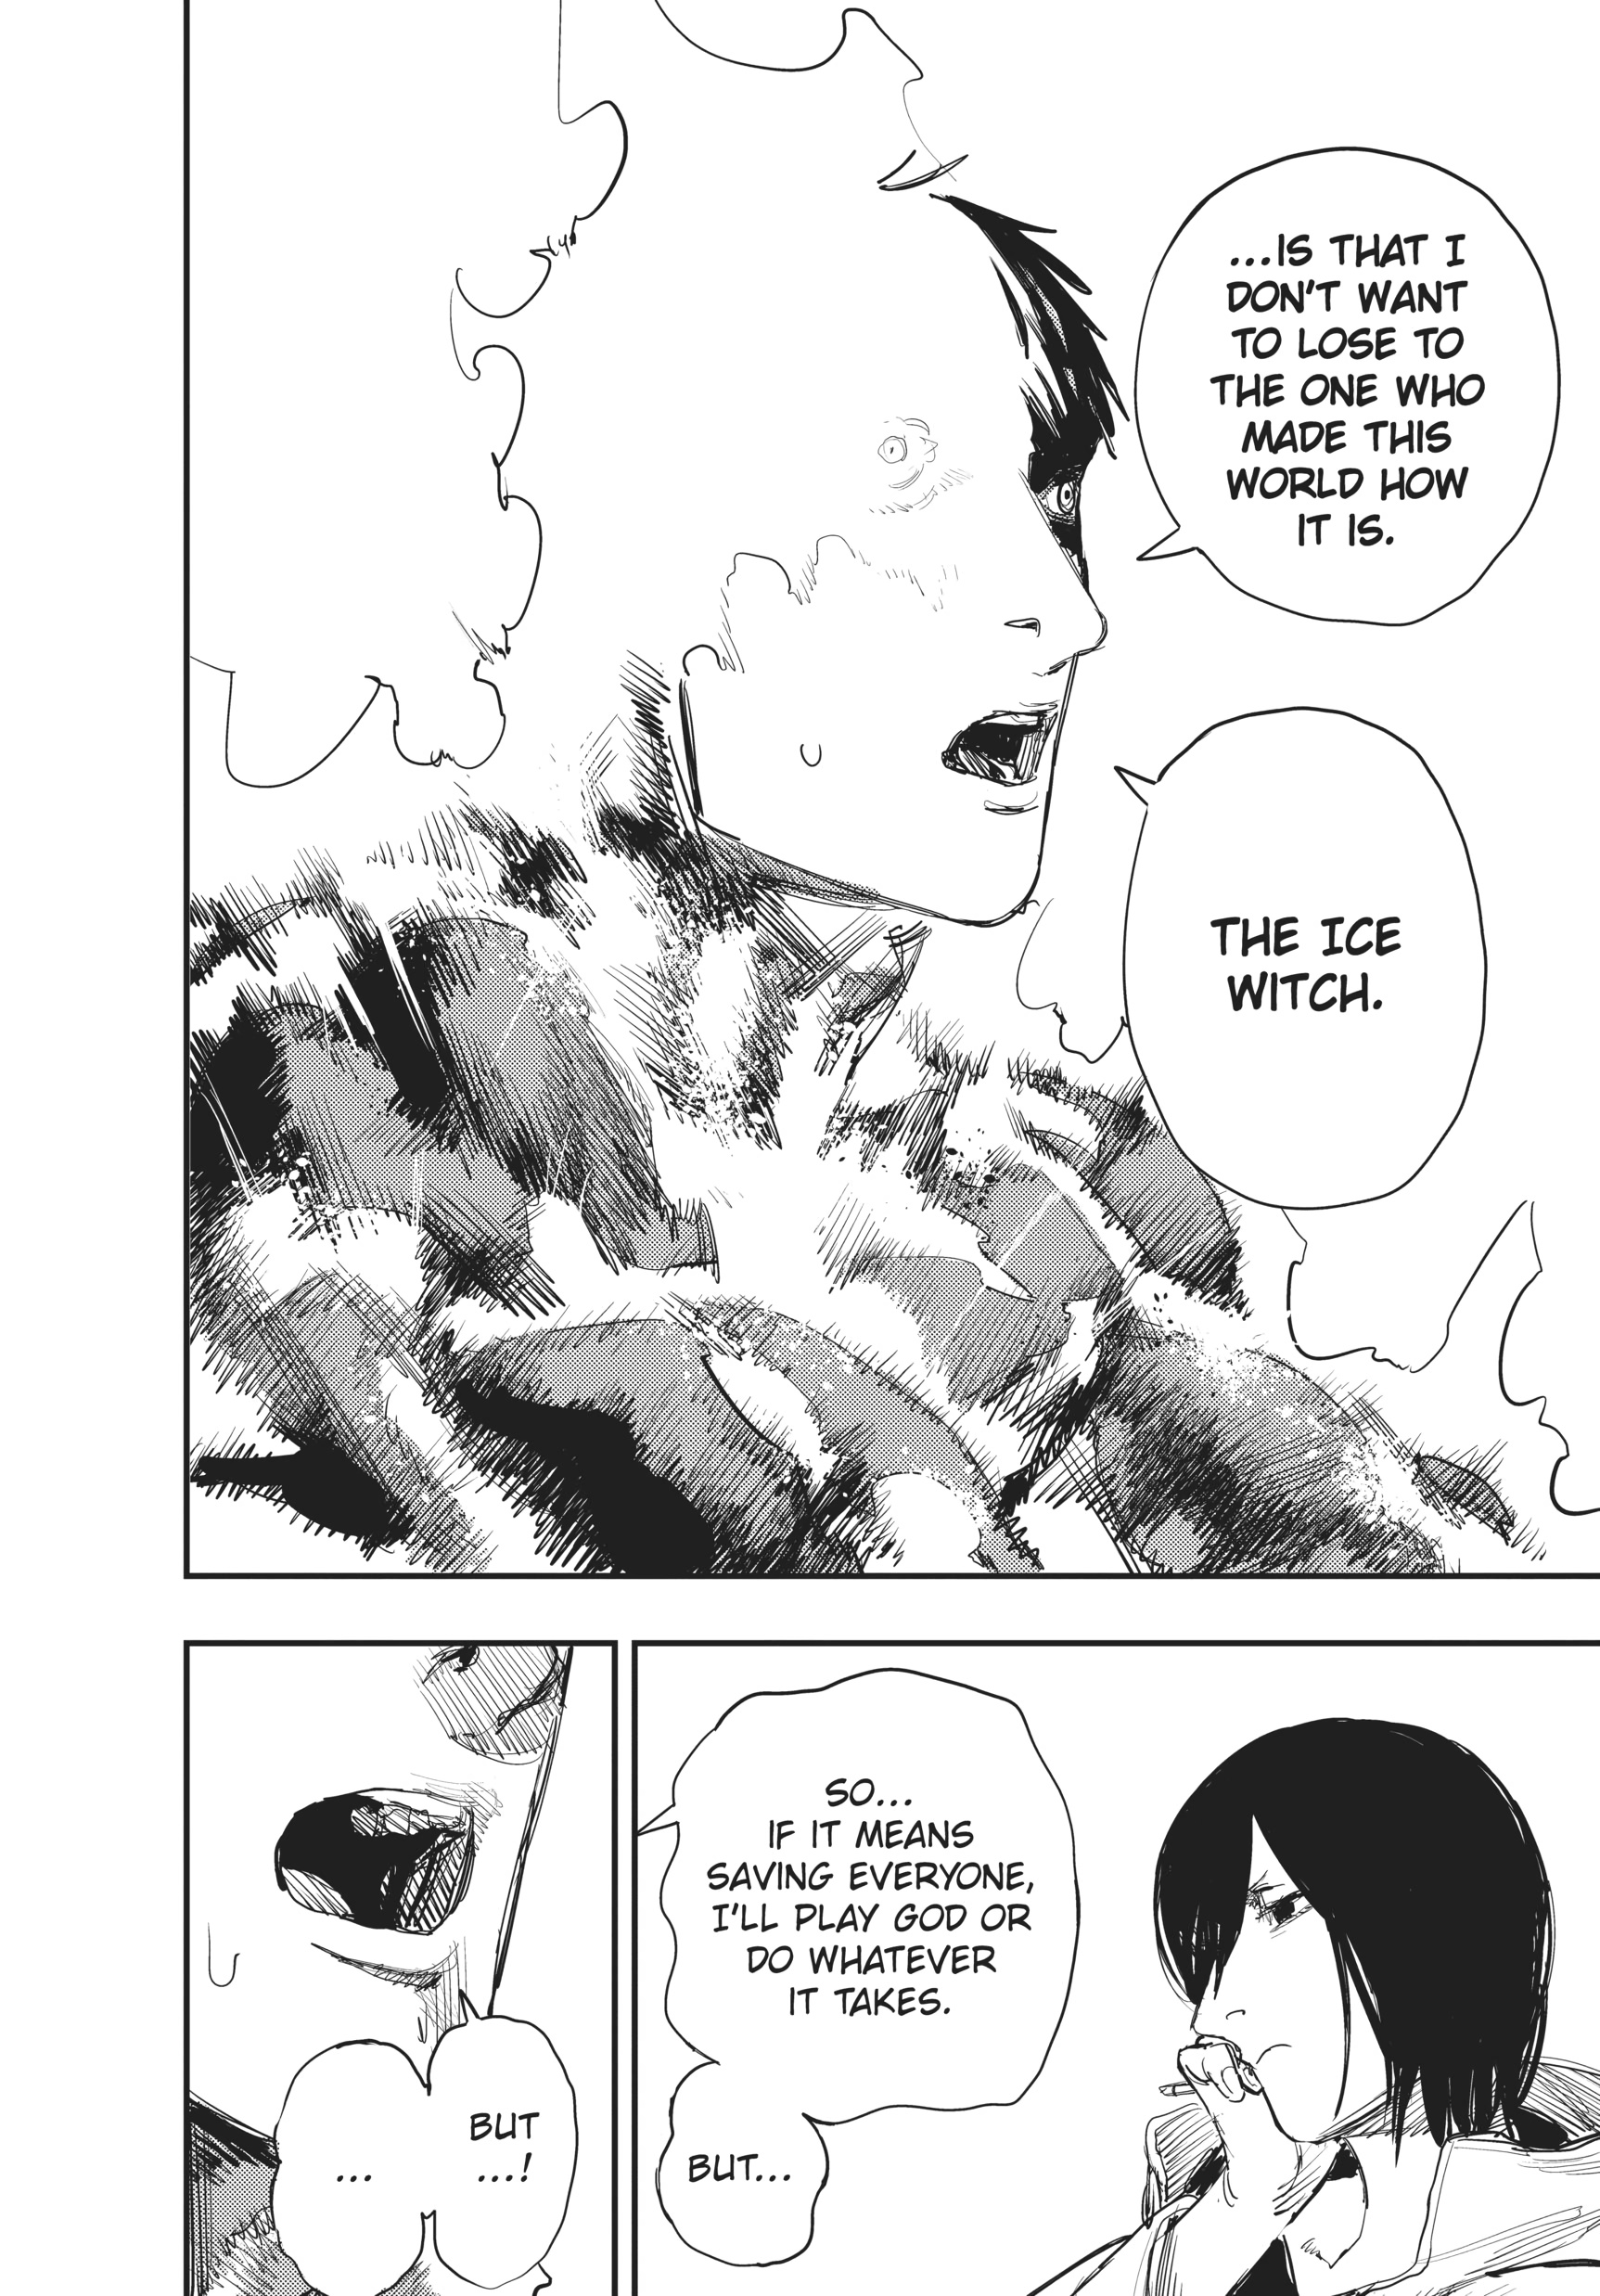 ...IS THAT I
DON'T WANT
TO LOSE TO
THE ONE WHO
MADE THIS
WORLD HOW
IT IS.
THE ICE
WITCH.
SO...
IF IT MEANS
SAVING EVERYONE,
I'LL PLAY GOD OR
DO WHATEVER
IT TAKES.
BUT...
BUT
...!
...